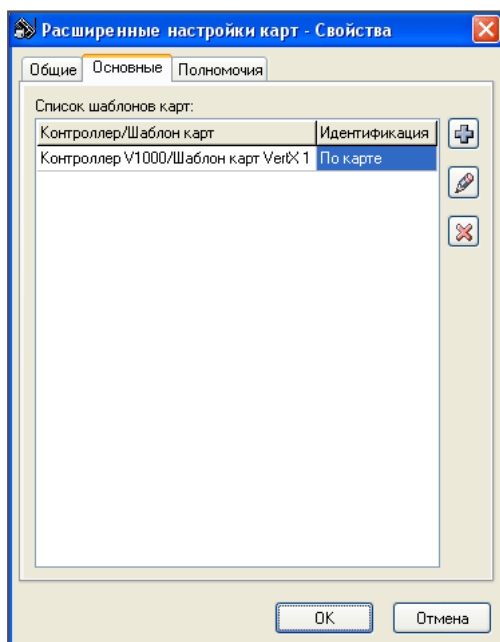 Расширенные настройки карт - Свойства
Общие Основные Полномочия
Список шаблонов карт:
Контроллер/Шаблон карт Идентификация
Контроллер V1000/Шаблон карт VertX 1 По карте
OK Отмена